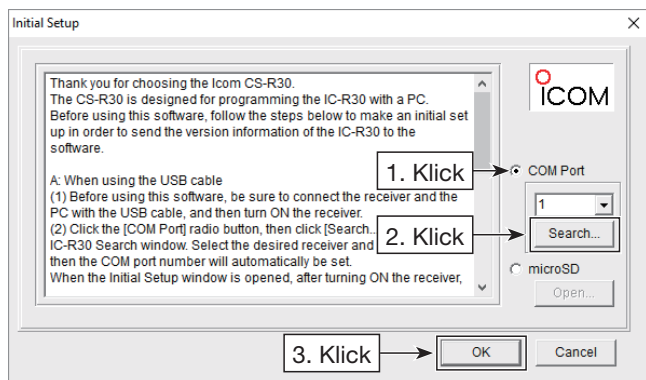 Initial Setup
Thank you for choosing the Icom CS-R30.
The CS-R30 is designed for programming the IC-R30 with a PC.
Before using this software, follow the steps below to make an initial set
up in order to send the version information of the IC-R30 to the
software.
A: When using the USB cable
(1) Before using this software, be sure to connect the receiver and the
PC with the USB cable, and then turn ON the receiver.
(2) Click the [COM Port] radio button, then click [Search..
IC-R30 Search window. Select the desired receiver and
then the COM port number will automatically be set.
When the Initial Setup window is opened, after turning ON the receiver,
ICOM
1. Klick
COM Port
1
2. Klick
Search...
microSD
Open...
3. Klick
OK
Cancel